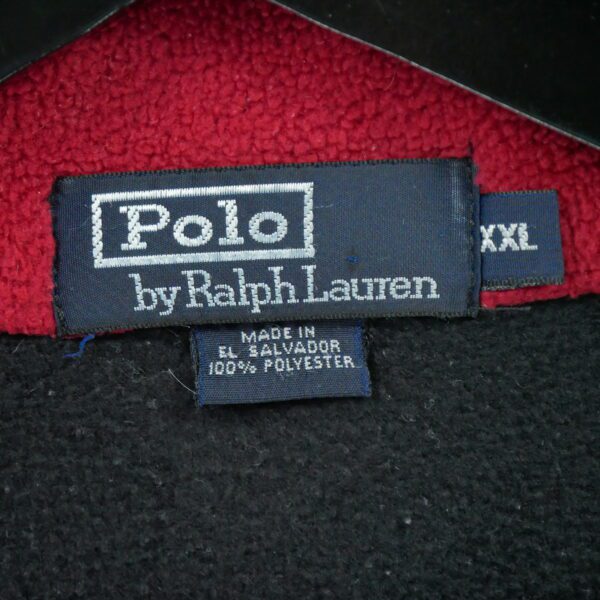 Polo
by Ralph Lauren
XXL
MADE IN
EL SALVADOR
100% POLYESTER